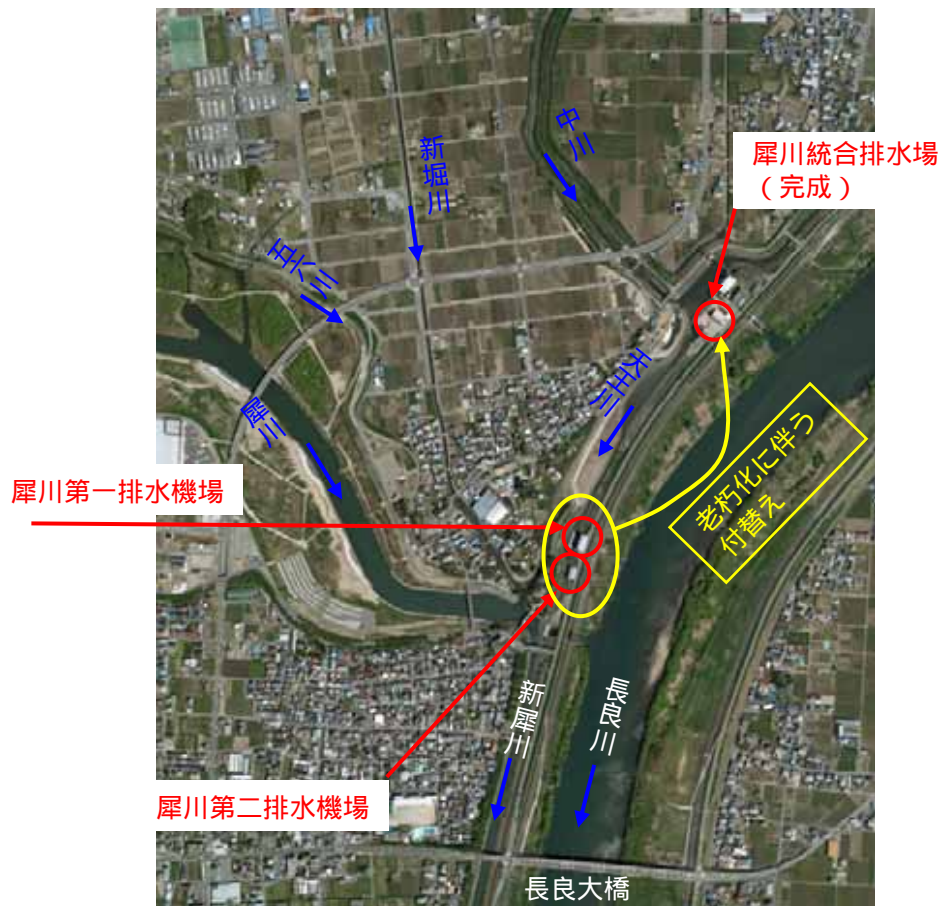 中川
新堀川
犀川統合排水場
（完成）
五六川
天王川
犀川
老朽化に伴う
付替え
犀川第一排水機場
新犀川
長良川
犀川第二排水機場
長良大橋